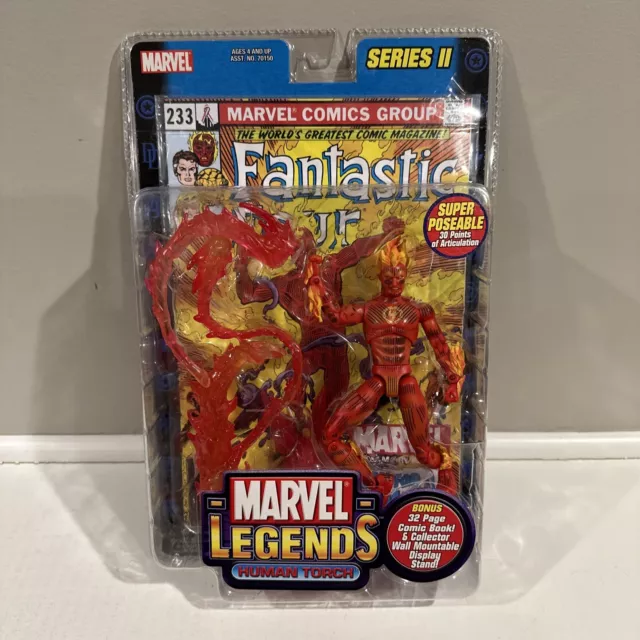 MARVEL
AGES 4 AND UP
ASST. NO. 70150
SERIES II
233
MARVEL COMICS GROUP
THE WORLD'S GREATEST COMIC MAGAZINE!
Fantastic
SUPER
POSEABLE
30 Points
of Articulation
MARVEL
MARVEL
LEGENDS
HUMAN TORCH
BONUS
32 Page
Comic Book!
& Collector
Wall Mountable
Display
Stand!